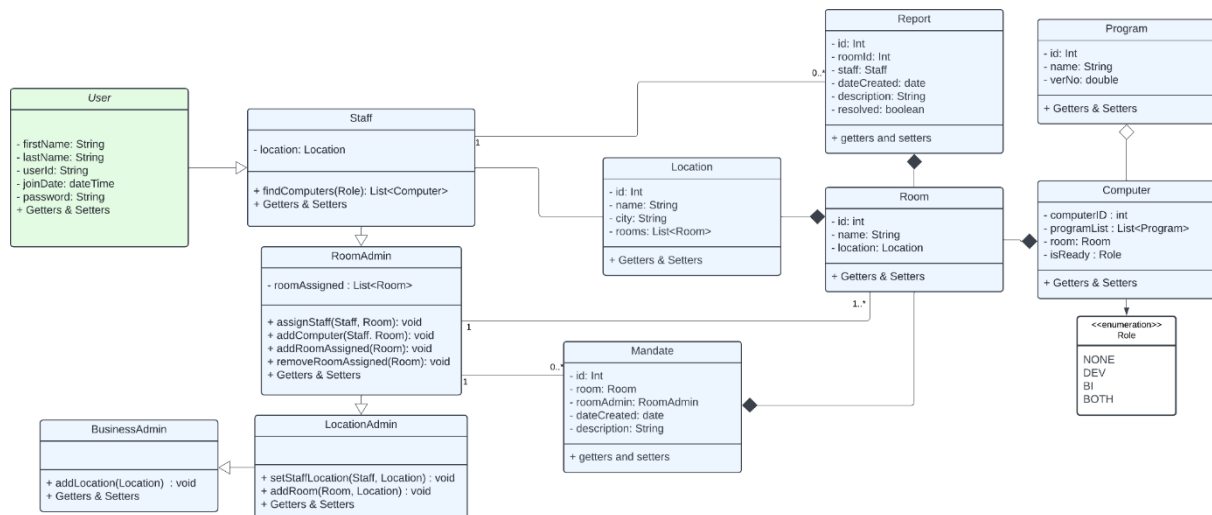 User
- firstName: String
- lastName: String
- userId: String
- joinDate: dateTime
- password: String
+ Getters & Setters
Staff
- location: Location
+ findComputers(Role): List<Computer>
+ Getters & Setters
1
0..*
RoomAdmin
- roomAssigned : List<Room>
+ assignStaff(Staff, Room): void
+ addComputer(Staff. Room): void
+ addRoomAssigned(Room): void
+ removeRoomAssigned(Room): void
+ Getters & Setters
1
1..*
1
0..*
LocationAdmin
+ setStaffLocation(Staff, Location) : void
+ addRoom(Room, Location) : void
+ Getters & Setters
BusinessAdmin
+ addLocation(Location) : void
+ Getters & Setters
Location
- id: Int
- name: String
- city: String
- rooms: List<Room>
+ Getters & Setters
Mandate
- id: Int
- room: Room
- roomAdmin: RoomAdmin
- dateCreated: date
- description: String
+ getters and setters
Report
- id: Int
- roomId: Int
- staff: Staff
- dateCreated: date
- description: String
- resolved: boolean
+ getters and setters
Room
- id: int
- name: String
- location: Location
+ Getters & Setters
Program
- id: Int
- name: String
- verNo: double
+ Getters & Setters
Computer
- computerID : int
- programList : List<Program>
- room: Room
- isReady : Role
+ Getters & Setters
<<enumeration>>
Role
NONE
DEV
BI
BOTH